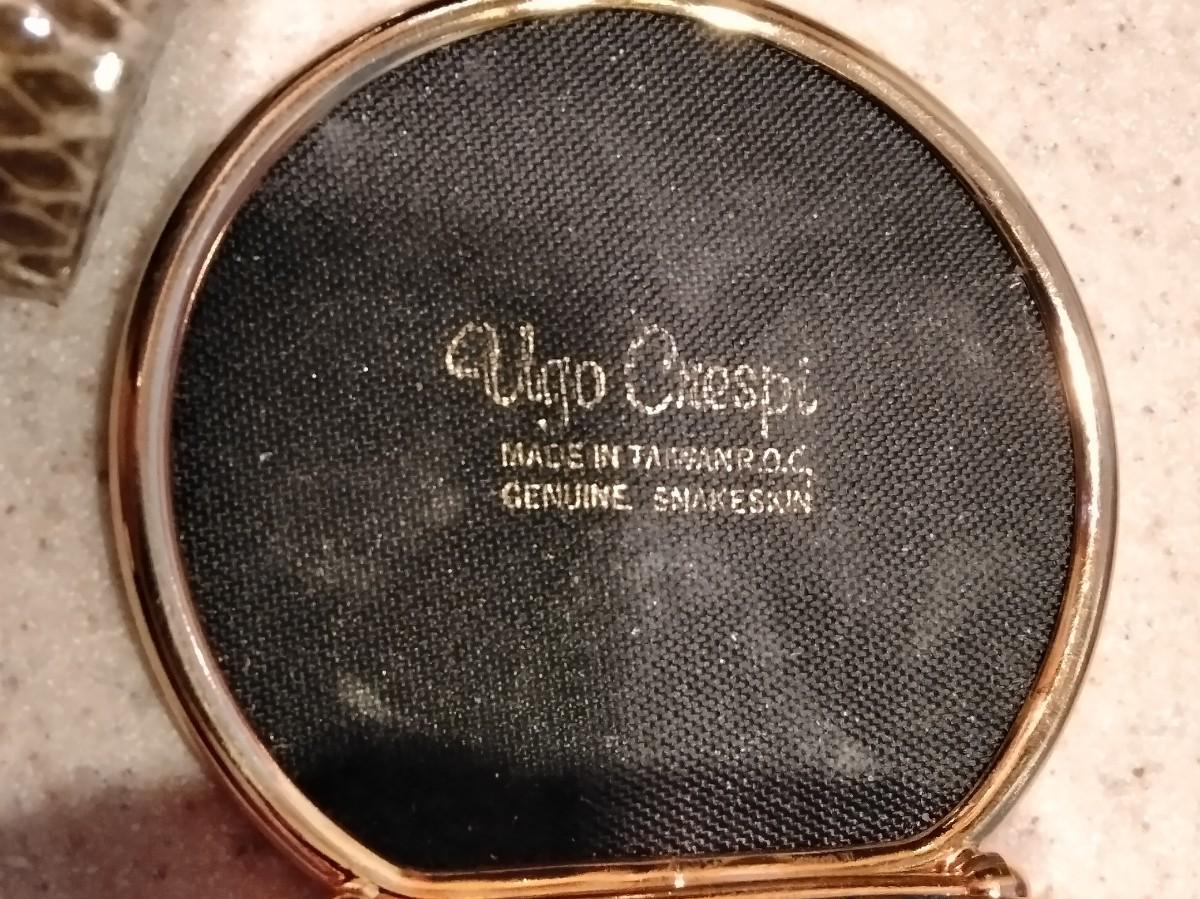 Ugo Crespi
MADE IN TAIWAN R.O.C.
GENUINE SNAKESKIN